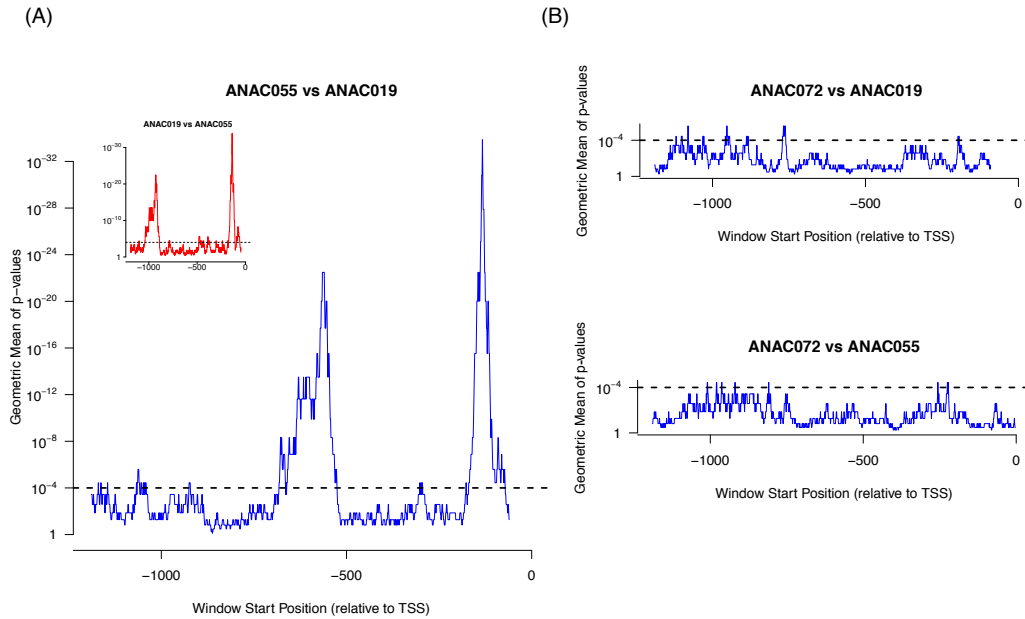 (A)
ANAC055 vs ANAC019
Geometric Mean of p−values
10−32
10−28
10−24
10−20
10−16
10−12
10−8
10−4
1
−1000
−500
0
Window Start Position (relative to TSS)
ANAC019 vs ANAC055
10−30
10−20
10−10
1
−1000
−500
0
(B)
ANAC072 vs ANAC019
Geometric Mean of p−values
10−4
1
−1000
−500
0
Window Start Position (relative to TSS)
ANAC072 vs ANAC055
Geometric Mean of p−values
10−4
1
−1000
−500
0
Window Start Position (relative to TSS)